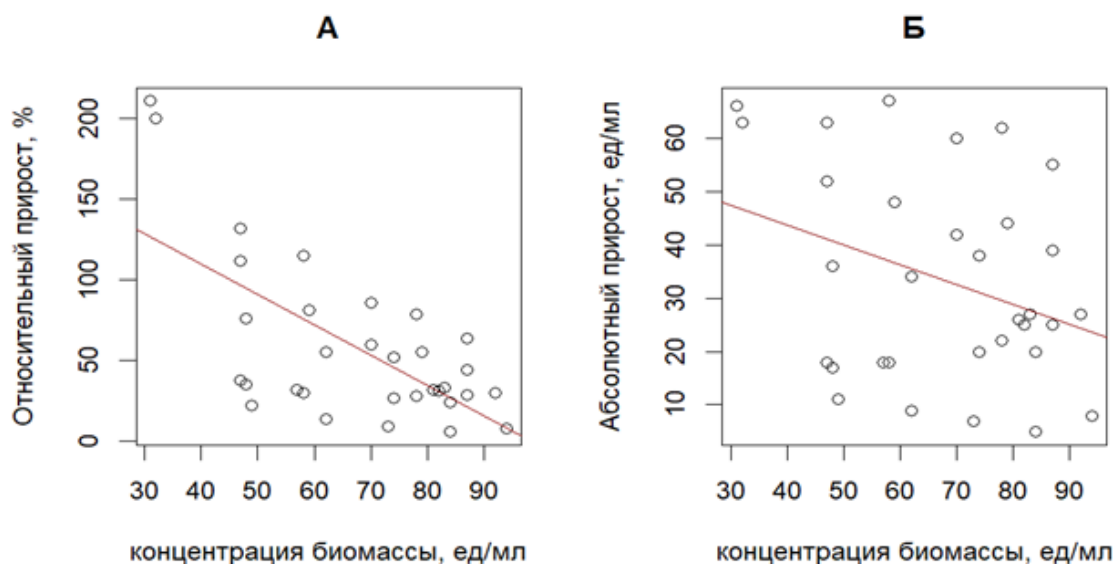 А
Относительный прирост, %
200
150
100
50
0
30 40 50 60 70 80 90
концентрация биомассы, ед/мл
Б
Абсолютный прирост, ед/мл
60
50
40
30
20
10
30 40 50 60 70 80 90
концентрация биомассы, ед/мл